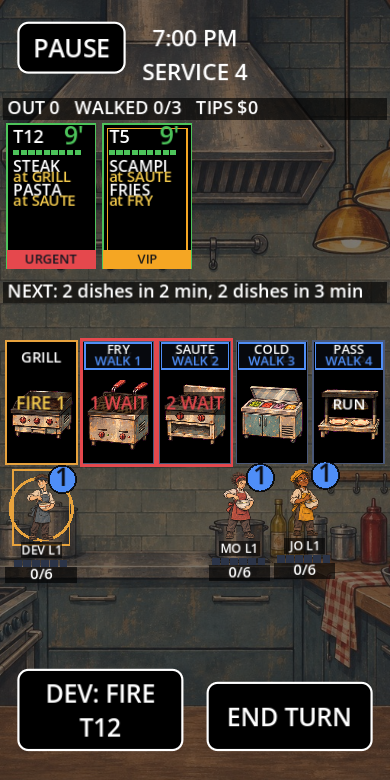 PAUSE
7:00 PM
SERVICE 4
OUT 0 WALKED 0/3 TIPS $0
T12 9'
STEAK
at GRILL
PASTA
at SAUTE
URGENT
T5 9'
SCAMPI
at SAUTE
FRIES
at FRY
VIP
NEXT: 2 dishes in 2 min, 2 dishes in 3 min
GRILL
FIRE 1
FRY
WALK 1
1 WAIT
SAUTE
WALK 2
2 WAIT
COLD
WALK 3
PASS
WALK 4
RUN
1
DEV L1
0/6
1
MO L1
0/6
1
JO L1
0/6
DEV: FIRE
T12
END TURN